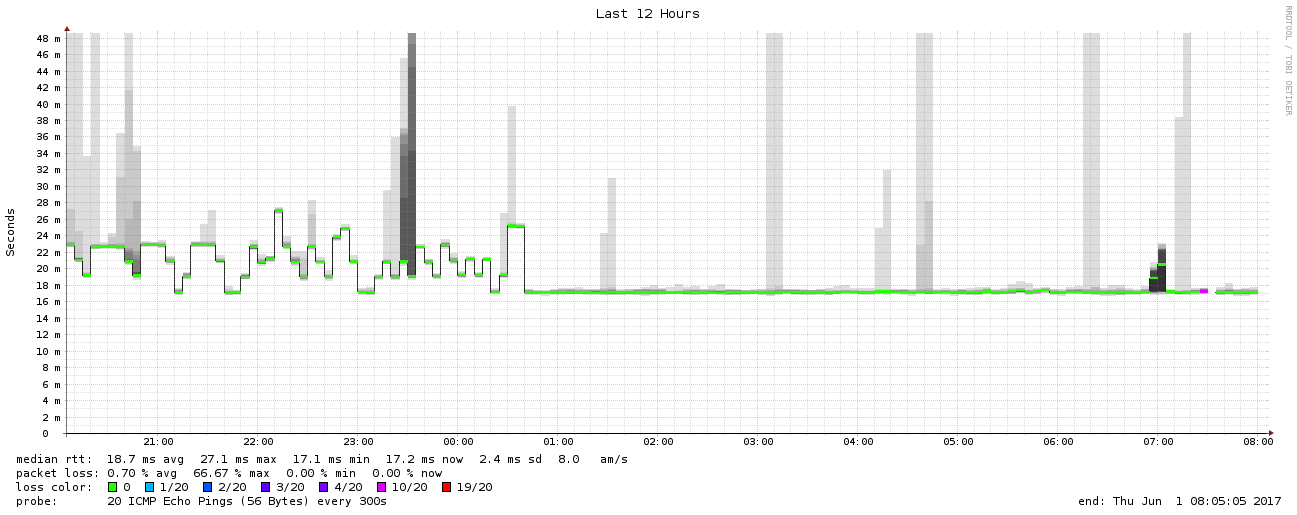 Last 12 Hours
RRDTOOL / TOBI OETIKER
Seconds
48 m
46 m
44 m
42 m
40 m
38 m
36 m
34 m
32 m
30 m
28 m
26 m
24 m
22 m
20 m
18 m
16 m
14 m
12 m
10 m
8 m
6 m
4 m
2 m
0
21:00 22:00 23:00 00:00 01:00 02:00 03:00 04:00 05:00 06:00 07:00 08:00
median rtt: 18.7 ms avg 27.1 ms max 17.1 ms min 17.2 ms now 2.4 ms sd 8.0 am/s
packet loss: 0.70 % avg 66.67 % max 0.00 % min 0.00 % now
loss color: 0 1/20 2/20 3/20 4/20 10/20 19/20
probe: 20 ICMP Echo Pings (56 Bytes) every 300s end: Thu Jun 1 08:05:05 2017